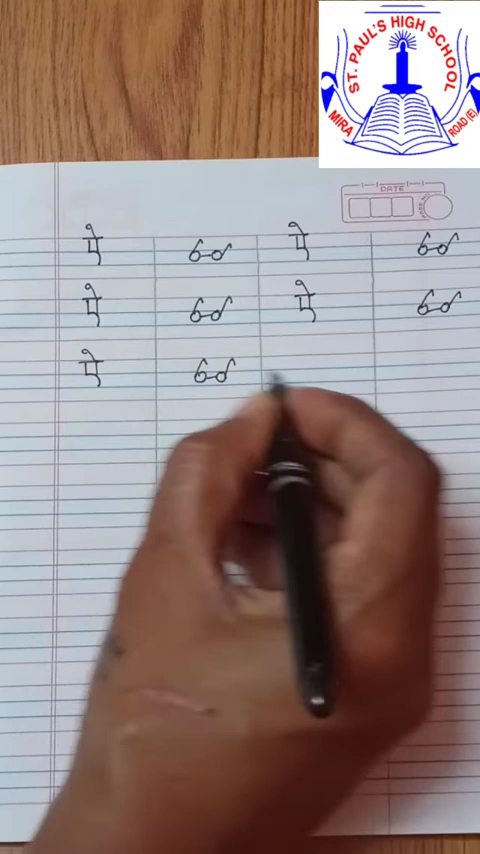 ST. PAUL'S HIGH SCHOOL
MIRA ROAD (E)
DATE
ऐ ऐ
ऐ ऐ
ऐ